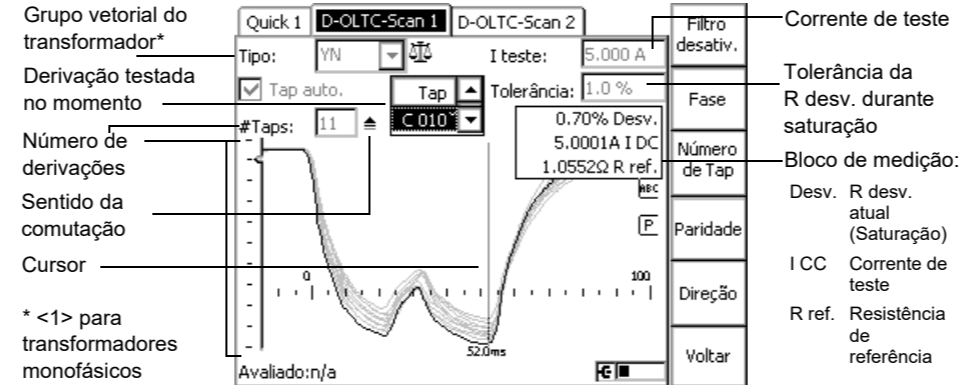 Grupo vetorial do
transformador*
Derivação testada
no momento
Número de
derivações
Sentido da
comutação
Cursor
* <1> para
transformadores
monofásicos
Quick 1
D-OLTC-Scan 1
D-OLTC-Scan 2
Tipo:
YN
I teste:
5.000 A
Tap auto.
Tap
Tolerância:
1.0 %
#Taps:
11
C 010
0.70% Desv.
5.0001A I DC
1.0552Ω R ref.
ABC
P
0
100
52.0ms
Avaliado:n/a
Filtro
desativ.
Fase
Número
de Tap
Paridade
Direção
Voltar
Corrente de teste
Tolerância da
R desv. durante
saturação
Bloco de medição:
Desv. R desv.
atual
(Saturação)
I CC Corrente de
teste
R ref. Resistência
de
referência